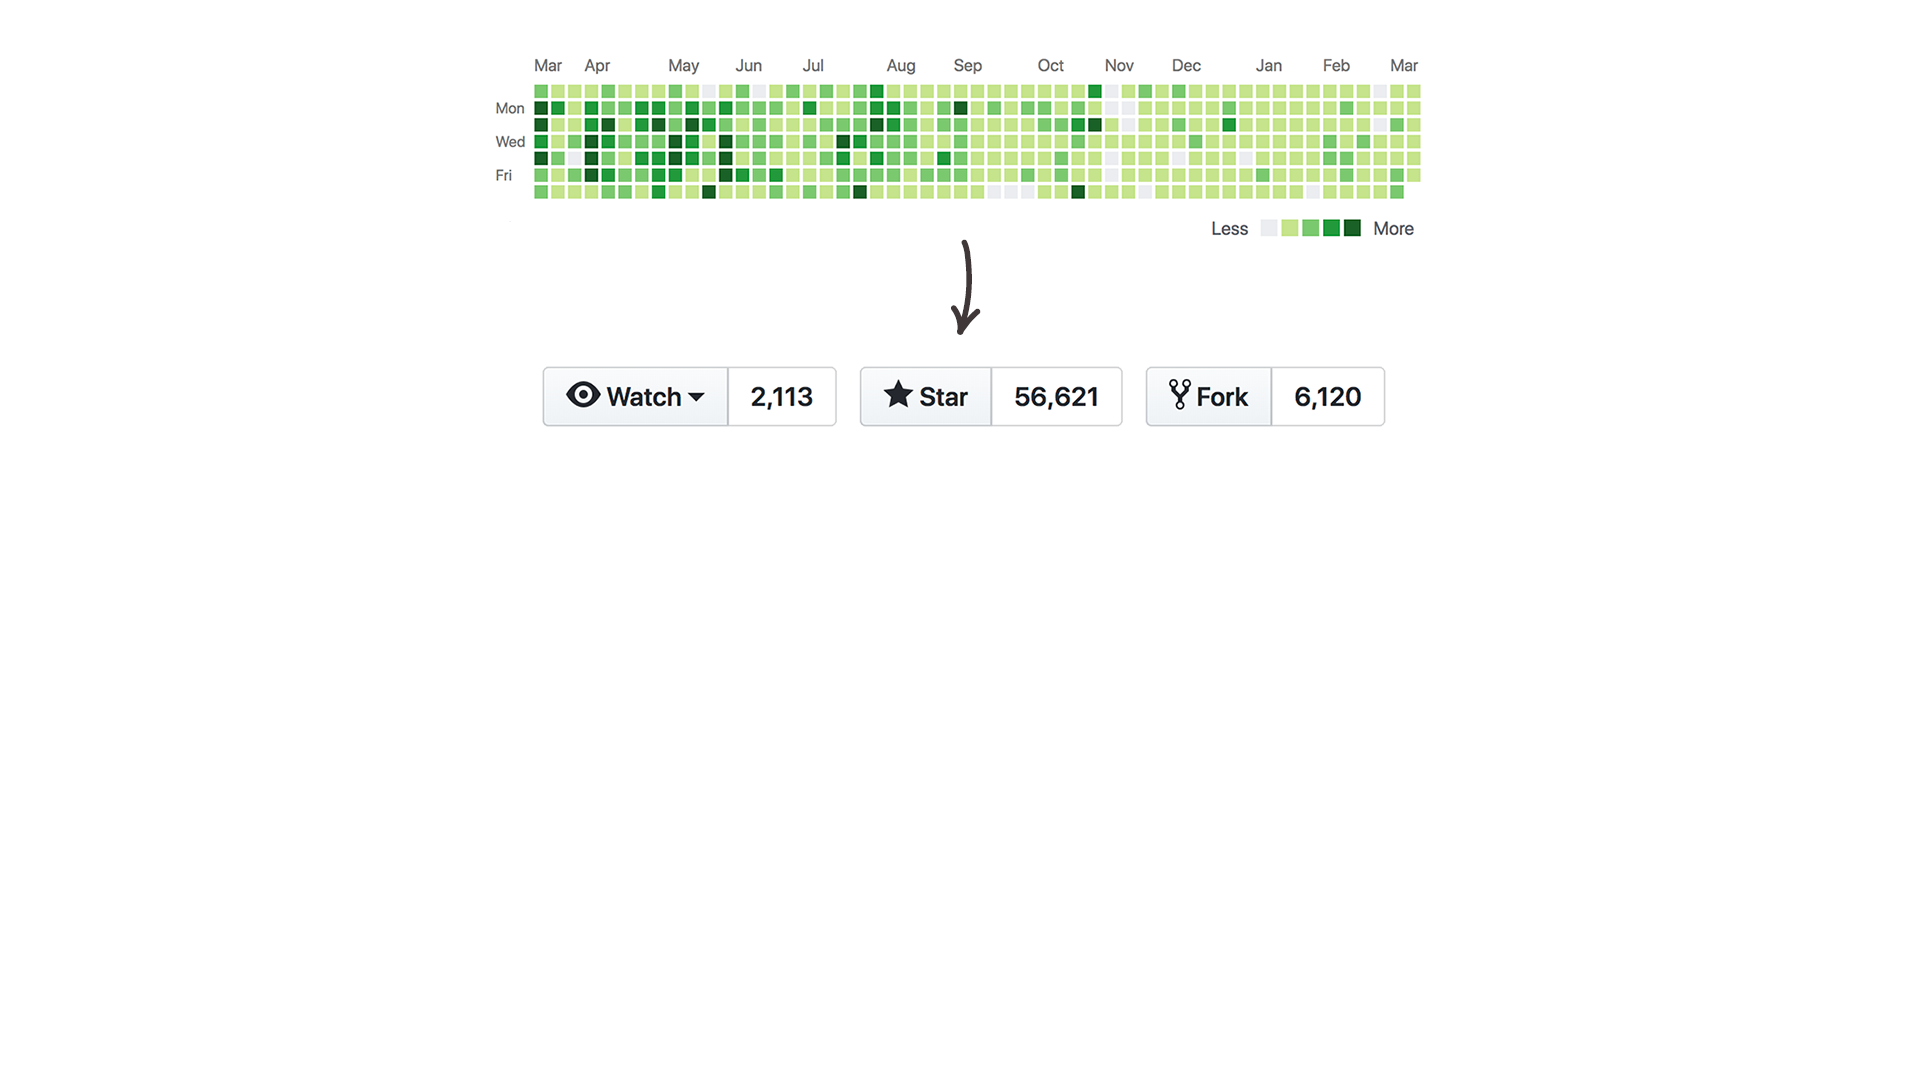 Mar Apr May Jun Jul Aug Sep Oct Nov Dec Jan Feb Mar
Mon
Wed
Fri
Less More
Watch 2,113 Star 56,621 Fork 6,120